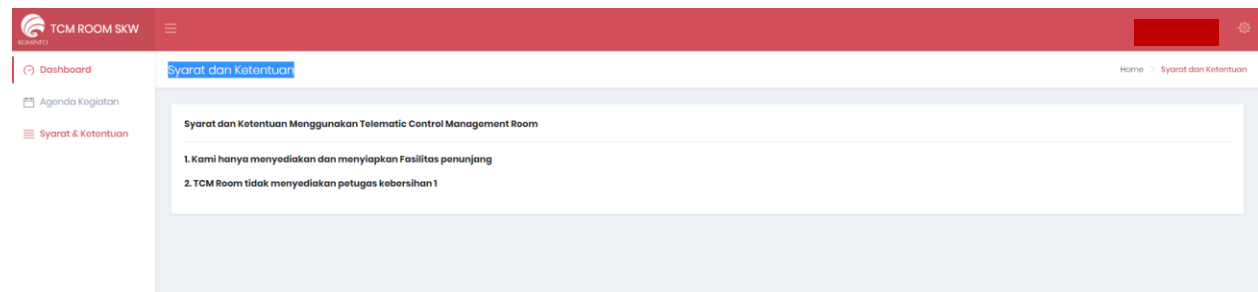 TCM ROOM SKW
KOMINFO
Dashboard
Syarat dan Ketentuan
Home > Syarat dan Ketentuan
Agenda Kegiatan
Syarat & Ketentuan
Syarat dan Ketentuan Menggunakan Telematic Control Management Room
1. Kami hanya menyediakan dan menyiapkan Fasilitas penunjang
2. TCM Room tidak menyediakan petugas kebersihan 1